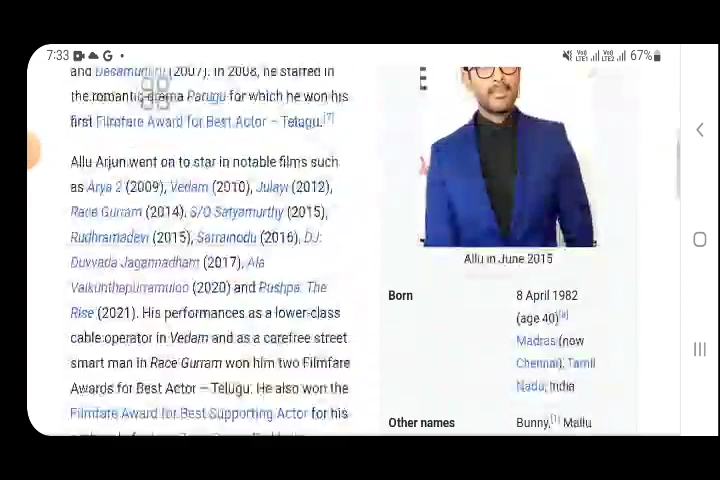 7:33
67%
and Desamuduru (2007). In 2008, he starred in
the romantic drama Parugu for which he won his
first Filmfare Award for Best Actor – Telugu.[7]
Allu Arjun went on to star in notable films such
as Arya 2 (2009), Vedam (2010), Julayi (2012),
Race Gurram (2014), S/O Satyamurthy (2015),
Rudhramadevi (2015), Sarrainodu (2016), DJ:
Duvvada Jagannadham (2017), Ala
Vaikunthapurramuloo (2020) and Pushpa: The
Rise (2021). His performances as a lower-class
cable operator in Vedam and as a carefree street
smart man in Race Gurram won him two Filmfare
Awards for Best Actor – Telugu. He also won the
Filmfare Award for Best Supporting Actor for his
E
Allu in June 2015
Born
8 April 1982
(age 40)[a]
Madras (now
Chennai), Tamil
Nadu, India
Other names
Bunny,[1] Mallu